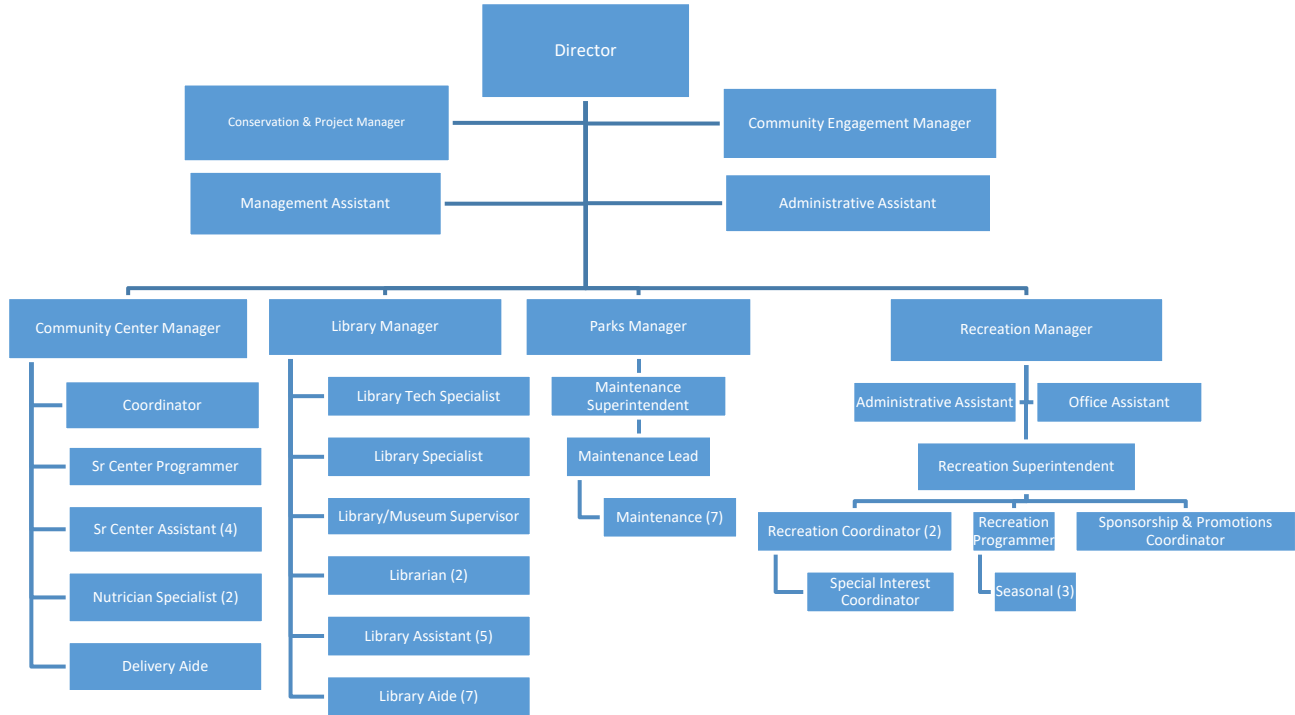 Director
Conservation & Project Manager
Community Engagement Manager
Management Assistant
Administrative Assistant
Community Center Manager
Library Manager
Parks Manager
Recreation Manager
Coordinator
Sr Center Programmer
Sr Center Assistant (4)
Nutrician Specialist (2)
Delivery Aide
Library Tech Specialist
Library Specialist
Library/Museum Supervisor
Librarian (2)
Library Assistant (5)
Library Aide (7)
Maintenance
Superintendent
Maintenance Lead
Maintenance (7)
Administrative Assistant
Office Assistant
Recreation Superintendent
Recreation Coordinator (2)
Special Interest
Coordinator
Recreation
Programmer
Seasonal (3)
Sponsorship & Promotions
Coordinator